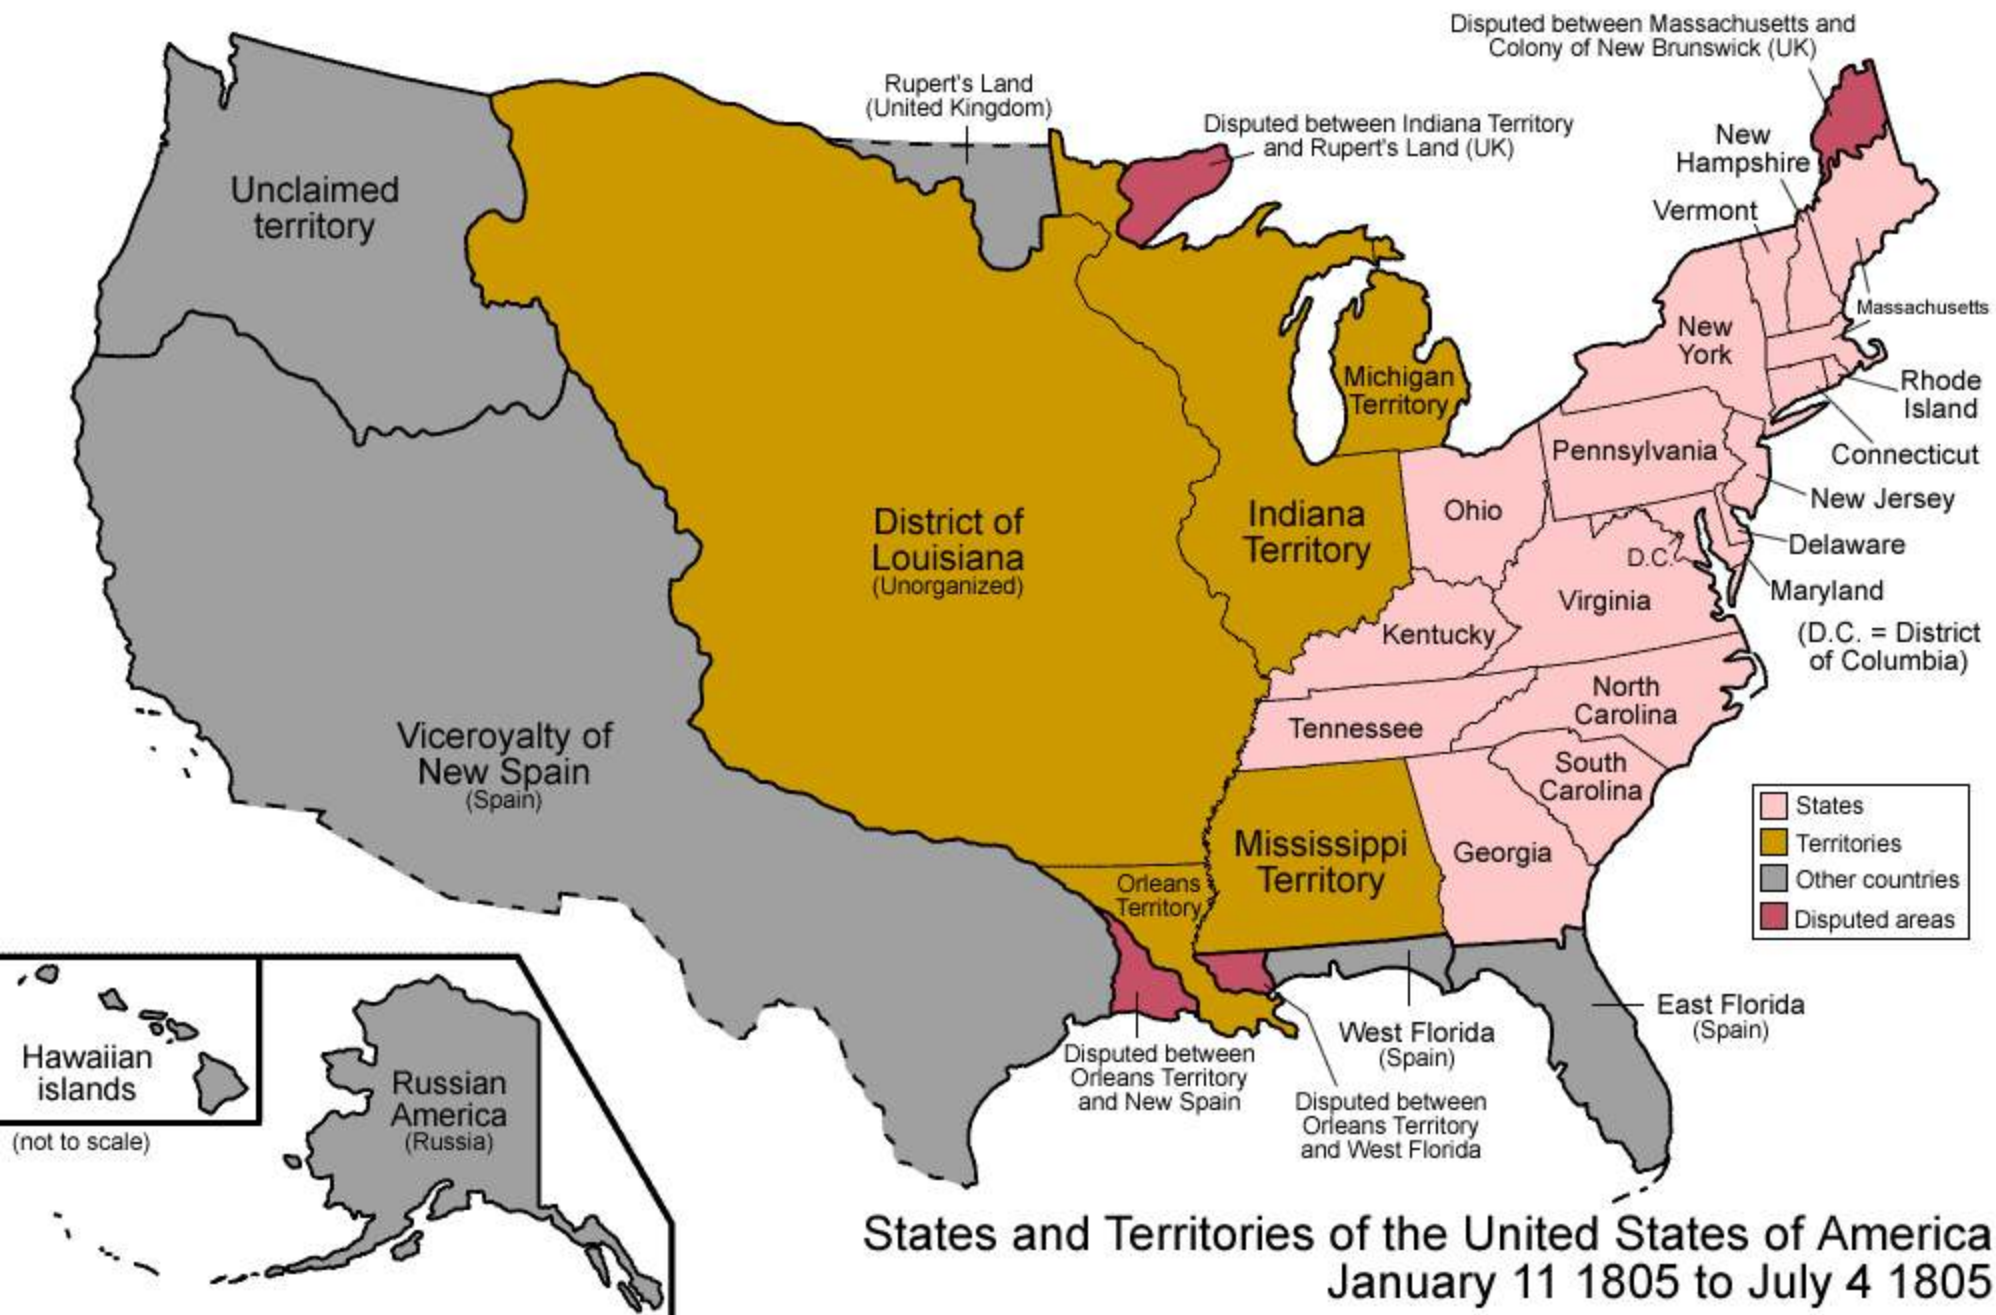 Disputed between Massachusetts and
Colony of New Brunswick (UK)
Rupert's Land
(United Kingdom)
Disputed between Indiana Territory
and Rupert's Land (UK)
New
Hampshire
Vermont
Unclaimed
territory
Massachusetts
New
York
Michigan
Territory
Rhode
Island
Pennsylvania
Connecticut
New Jersey
Ohio
District of
Louisiana
(Unorganized)
Indiana
Territory
Delaware
D.C.
Maryland
Virginia
Kentucky
(D.C. = District
of Columbia)
North
Carolina
Tennessee
Viceroyalty of
New Spain
(Spain)
South
Carolina
States
Territories
Other countries
Disputed areas
Mississippi
Territory
Georgia
Orleans
Territory
East Florida
(Spain)
West Florida
(Spain)
Disputed between
Orleans Territory
and New Spain
Disputed between
Orleans Territory
and West Florida
Hawaiian
islands
(not to scale)
Russian
America
(Russia)
States and Territories of the United States of America
January 11 1805 to July 4 1805